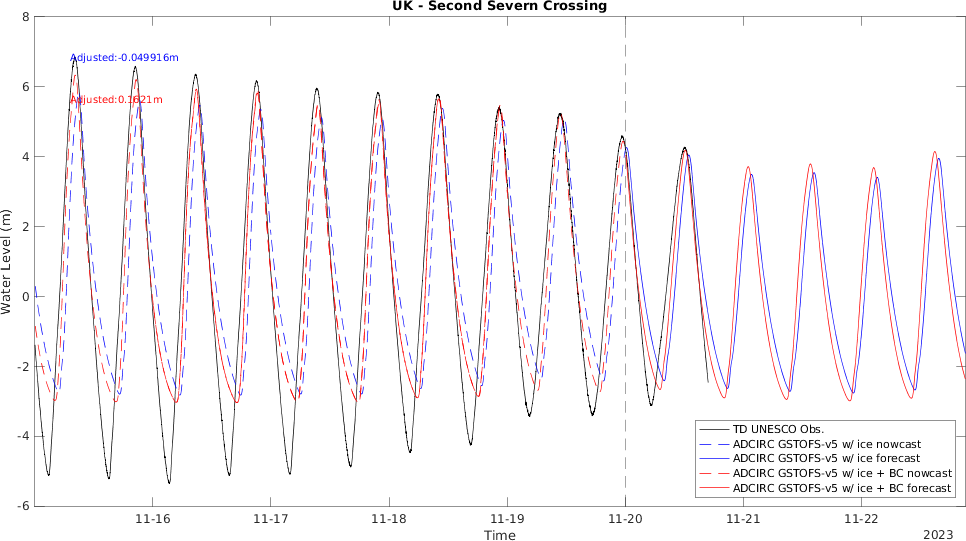 UK - Second Severn Crossing
8
6
4
2
0
-2
-4
-6
Water Level (m)
Adjusted:-0.049916m
Adjusted:0.1621m
TD UNESCO Obs.
ADCIRC GSTOFS-v5 w/ ice nowcast
ADCIRC GSTOFS-v5 w/ ice forecast
ADCIRC GSTOFS-v5 w/ ice + BC nowcast
ADCIRC GSTOFS-v5 w/ ice + BC forecast
11-16 11-17 11-18 11-19 11-20 11-21 11-22
Time
2023